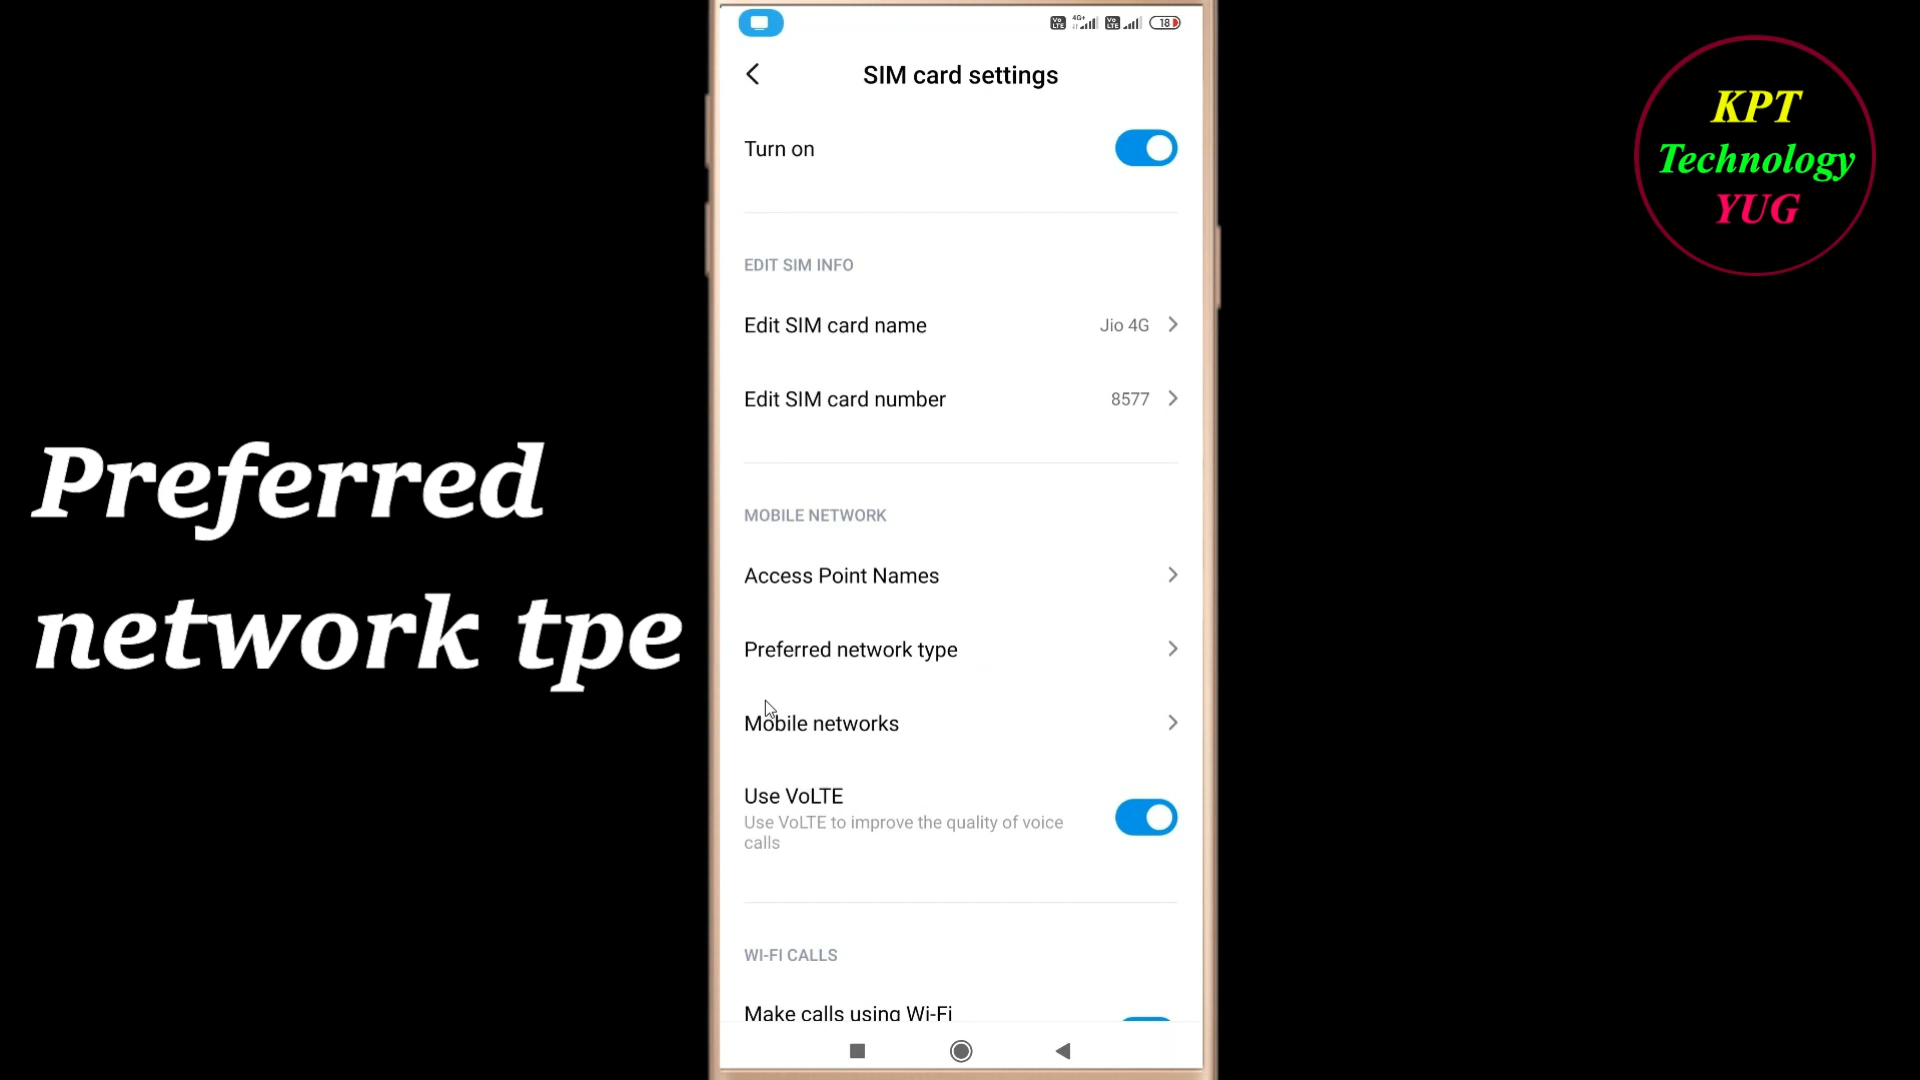 18
SIM card settings
Turn on
EDIT SIM INFO
Edit SIM card name
Jio 4G
Edit SIM card number
8577
MOBILE NETWORK
Access Point Names
Preferred network type
Mobile networks
Use VoLTE
Use VoLTE to improve the quality of voice
calls
WI-FI CALLS
Make calls using Wi-Fi
Preferred
network tpe
KPT
Technology
YUG